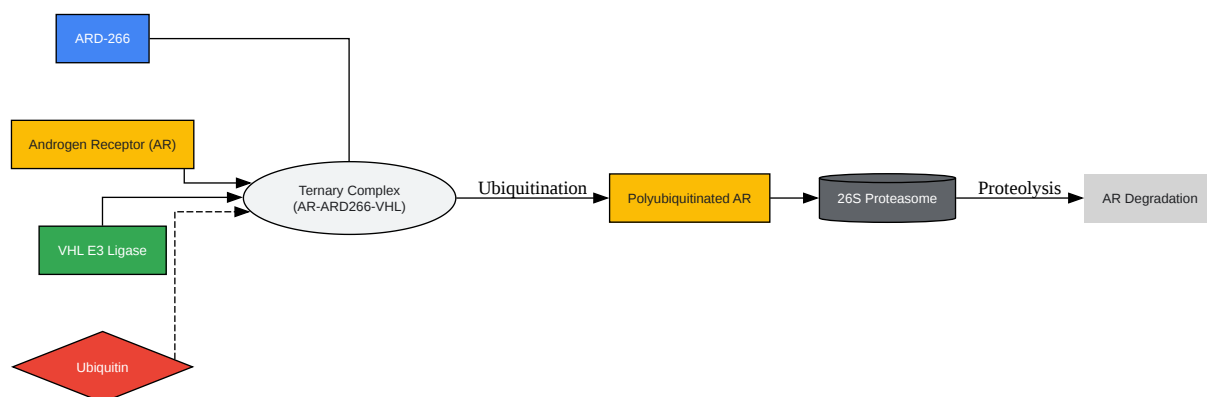 ARD-266
Androgen Receptor (AR)
VHL E3 Ligase
Ubiquitin
Ternary Complex
(AR-ARD266-VHL)
Ubiquitination
Polyubiquitinated AR
26S Proteasome
Proteolysis
AR Degradation